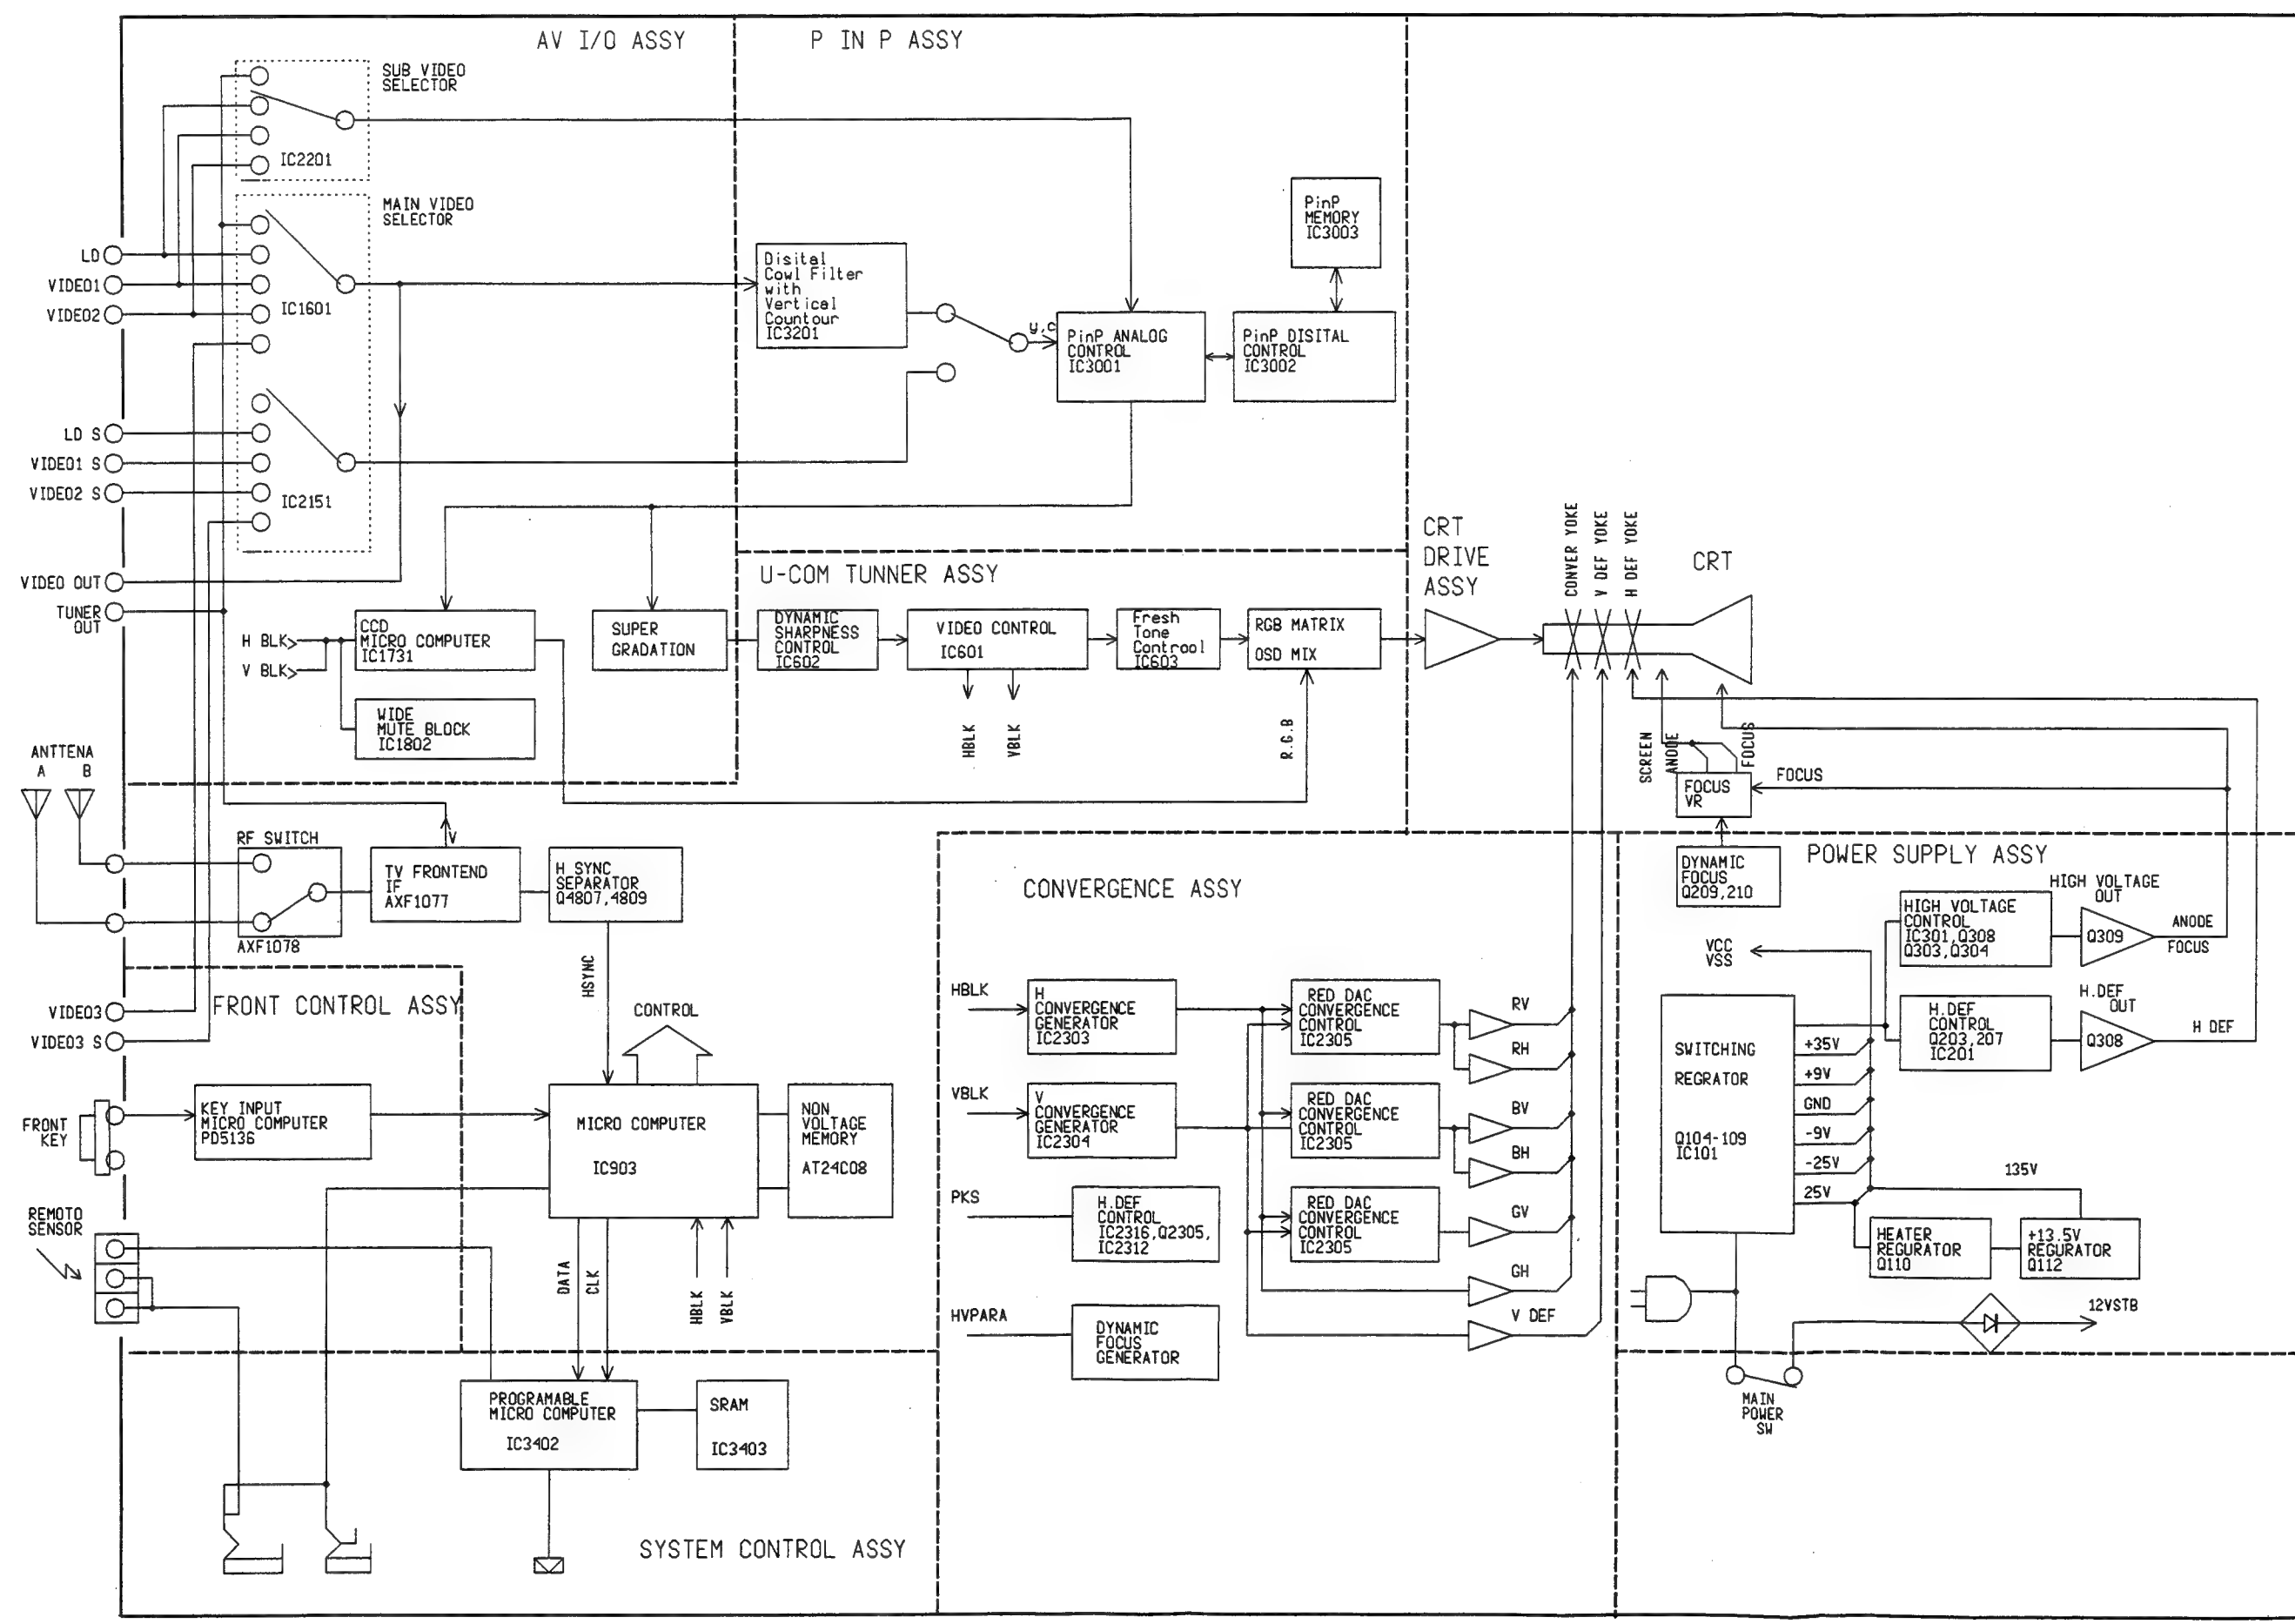 AV I/O ASSY
P IN P ASSY
SUB VIDEO
SELECTOR
IC2201
MAIN VIDEO
SELECTOR
IC1601
IC2151
LD
VIDEO1
VIDEO2
LD S
VIDEO1 S
VIDEO2 S
VIDEO OUT
TUNER
OUT
Disital
Cowl Filter
with
Vertical
Countour
IC3201
y,c
PinP
MEMORY
IC3003
PinP ANALOG
CONTROL
IC3001
PinP DISITAL
CONTROL
IC3002
U-COM TUNNER ASSY
H BLK
V BLK
CCD
MICRO COMPUTER
IC1731
WIDE
MUTE BLOCK
IC1802
SUPER
GRADATION
DYNAMIC
SHARPNESS
CONTROL
IC602
VIDEO CONTROL
IC601
HBLK
VBLK
Fresh
Tone
Controol
IC603
RGB MATRIX
OSD MIX
R.G.B
CRT
DRIVE
ASSY
CONVER YOKE
V DEF YOKE
H DEF YOKE
CRT
SCREEN
ANODE
FOCUS
FOCUS
VR
FOCUS
ANTTENA
A
B
RF SWITCH
AXF1078
V
TV FRONTEND
IF
AXF1077
H SYNC
SEPARATOR
Q4807,4809
HSYNC
CONTROL
FRONT CONTROL ASSY
VIDEO3
VIDEO3 S
FRONT
KEY
KEY INPUT
MICRO COMPUTER
PD5136
MICRO COMPUTER
IC903
NON
VOLTAGE
MEMORY
AT24C08
REMOTO
SENSOR
DATA
CLK
HBLK
VBLK
PROGRAMABLE
MICRO COMPUTER
IC3402
SRAM
IC3403
SYSTEM CONTROL ASSY
CONVERGENCE ASSY
HBLK
H
CONVERGENCE
GENERATOR
IC2303
RED DAC
CONVERGENCE
CONTROL
IC2305
RV
RH
VBLK
V
CONVERGENCE
GENERATOR
IC2304
RED DAC
CONVERGENCE
CONTROL
IC2305
BV
BH
PKS
H.DEF
CONTROL
IC2316,Q2305,
IC2312
RED DAC
CONVERGENCE
CONTROL
IC2305
GV
GH
HVPARA
DYNAMIC
FOCUS
GENERATOR
V DEF
DYNAMIC
FOCUS
Q209,210
POWER SUPPLY ASSY
HIGH VOLTAGE
CONTROL
IC301,Q308
Q303,Q304
HIGH VOLTAGE
OUT
Q309
ANODE
FOCUS
VCC
VSS
H.DEF
CONTROL
Q203,207
IC201
H.DEF
OUT
Q308
H DEF
SWITCHING
REGRATOR
Q104-109
IC101
+35V
+9V
GND
-9V
-25V
25V
135V
HEATER
REGURATOR
Q110
+13.5V
REGURATOR
Q112
12VSTB
MAIN
POWER
SW